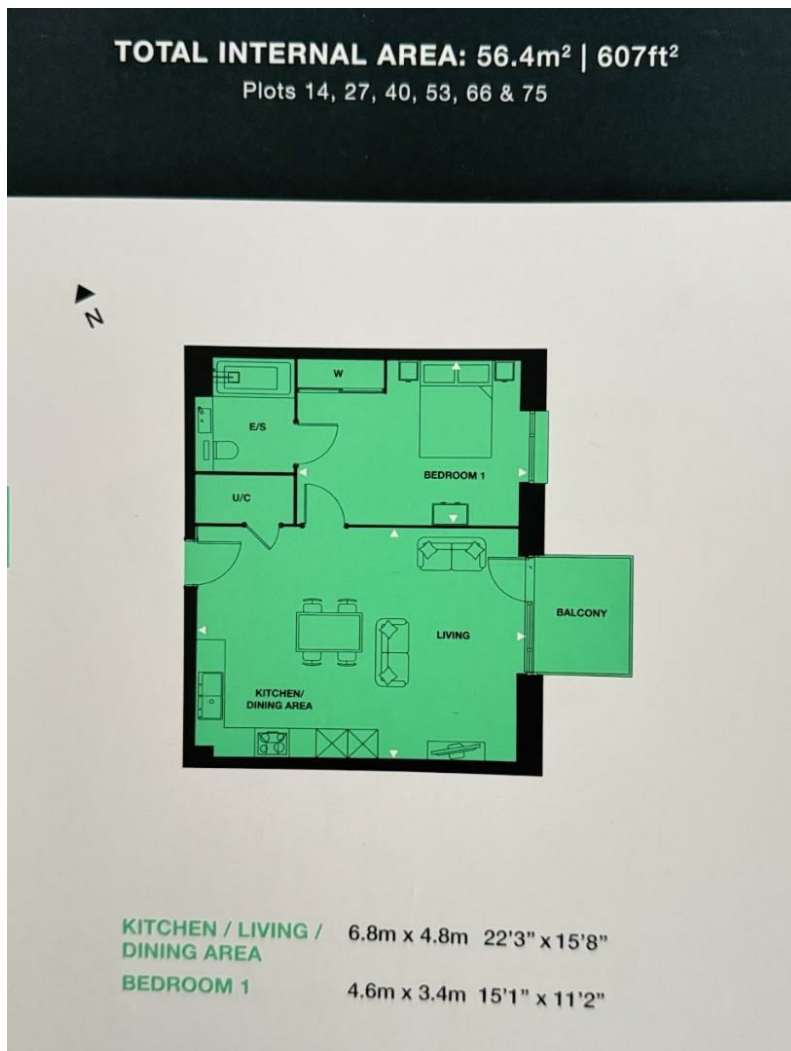 TOTAL INTERNAL AREA: 56.4m² | 607ft²
Plots 14, 27, 40, 53, 66 & 75
N
W
E/S
BEDROOM 1
U/C
BALCONY
LIVING
KITCHEN/
DINING AREA
KITCHEN / LIVING / 6.8m x 4.8m 22'3" x 15'8"
DINING AREA
BEDROOM 1 4.6m x 3.4m 15'1" x 11'2"